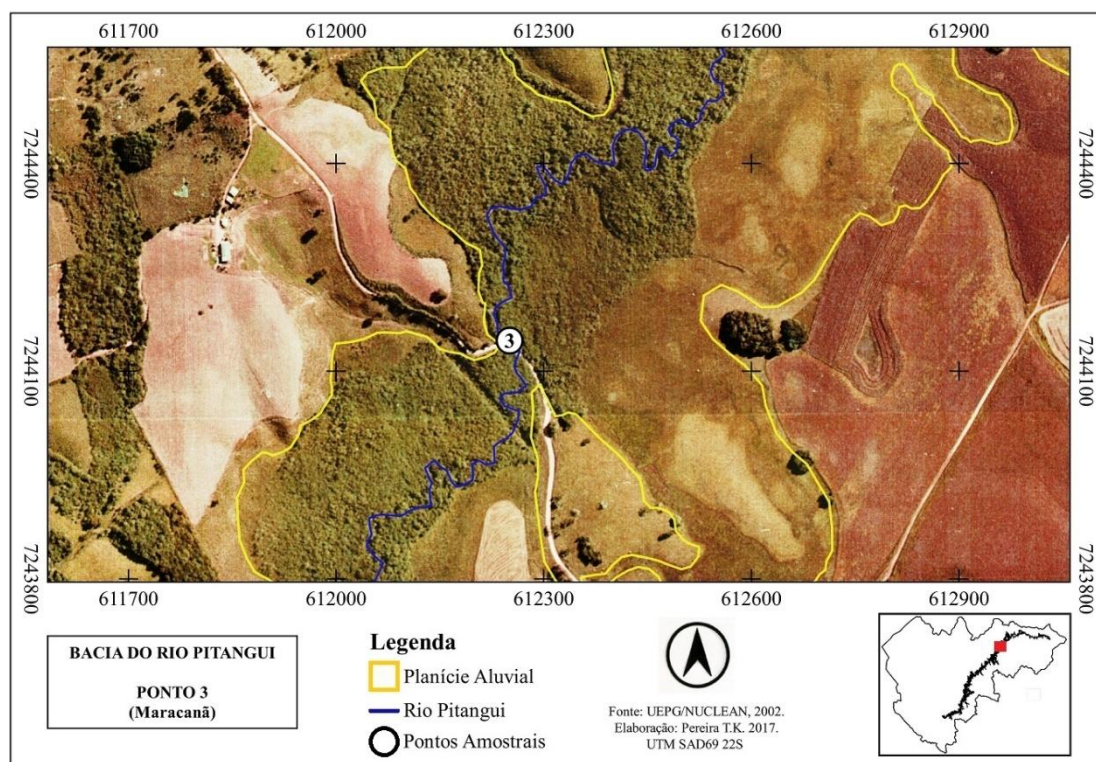 611700 612000 612300 612600 612900
7244400
7244400
7244100
7244100
7243800
7243800
3
611700 612000 612300 612600 612900
BACIA DO RIO PITANGUI
PONTO 3
(Maracanã)
Legenda
Planície Aluvial
Rio Pitangui
Pontos Amostrais
Fonte: UEPG/NUCLEAN, 2002.
Elaboração: Pereira T.K. 2017.
UTM SAD69 22S